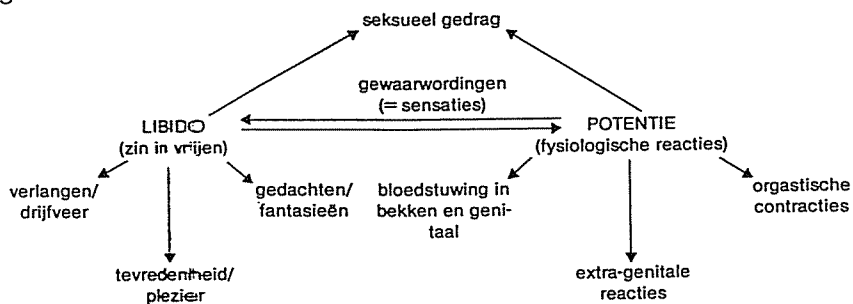 seksueel gedrag
gewaarwordingen
(= sensaties)
LIBIDO
(zin in vrijen)
POTENTIE
(fysiologische reacties)
verlangen/
drijfveer
gedachten/
fantasieën
bloedstuwing in
bekken en geni-
taal
orgastische
contracties
tevredenheid/
plezier
extra-genitale
reacties